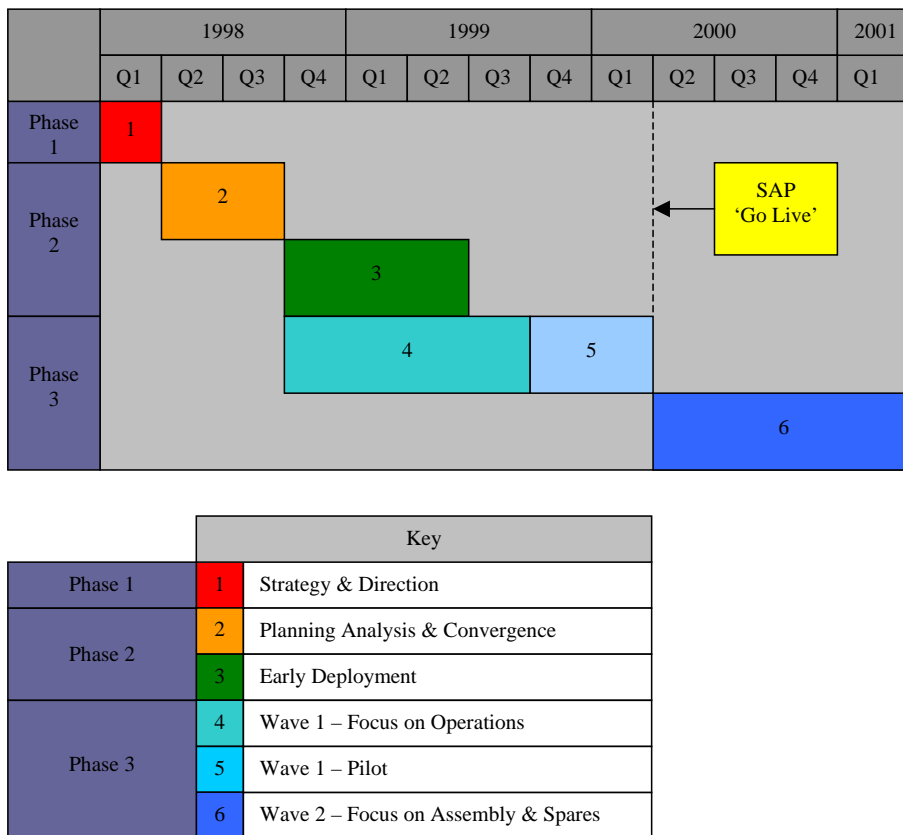 1998 1999 2000 2001
Q1 Q2 Q3 Q4 Q1 Q2 Q3 Q4 Q1 Q2 Q3 Q4 Q1
Phase
1
1
Phase
2
2
SAP
‘Go Live’
3
Phase
3
4
5
6
Key
Phase 1
1 Strategy & Direction
Phase 2
2 Planning Analysis & Convergence
3 Early Deployment
Phase 3
4 Wave 1 – Focus on Operations
5 Wave 1 – Pilot
6 Wave 2 – Focus on Assembly & Spares